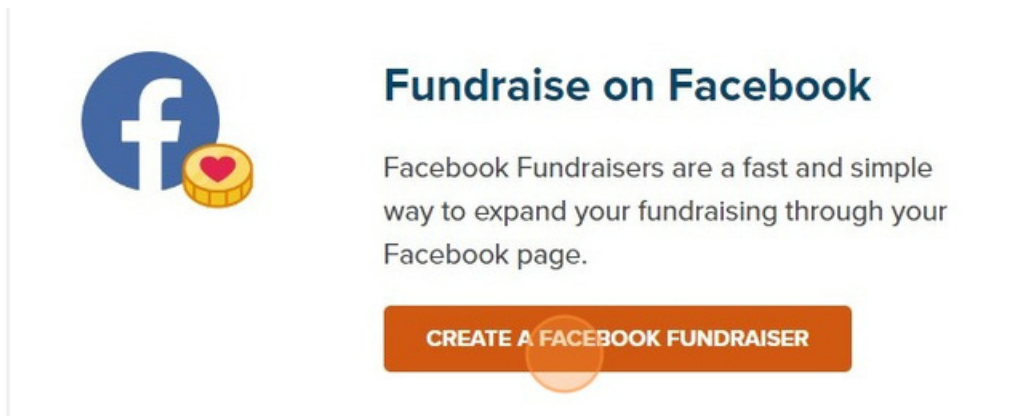 Fundraise on Facebook
Facebook Fundraisers are a fast and simple
way to expand your fundraising through your
Facebook page.
CREATE A FACEBOOK FUNDRAISER